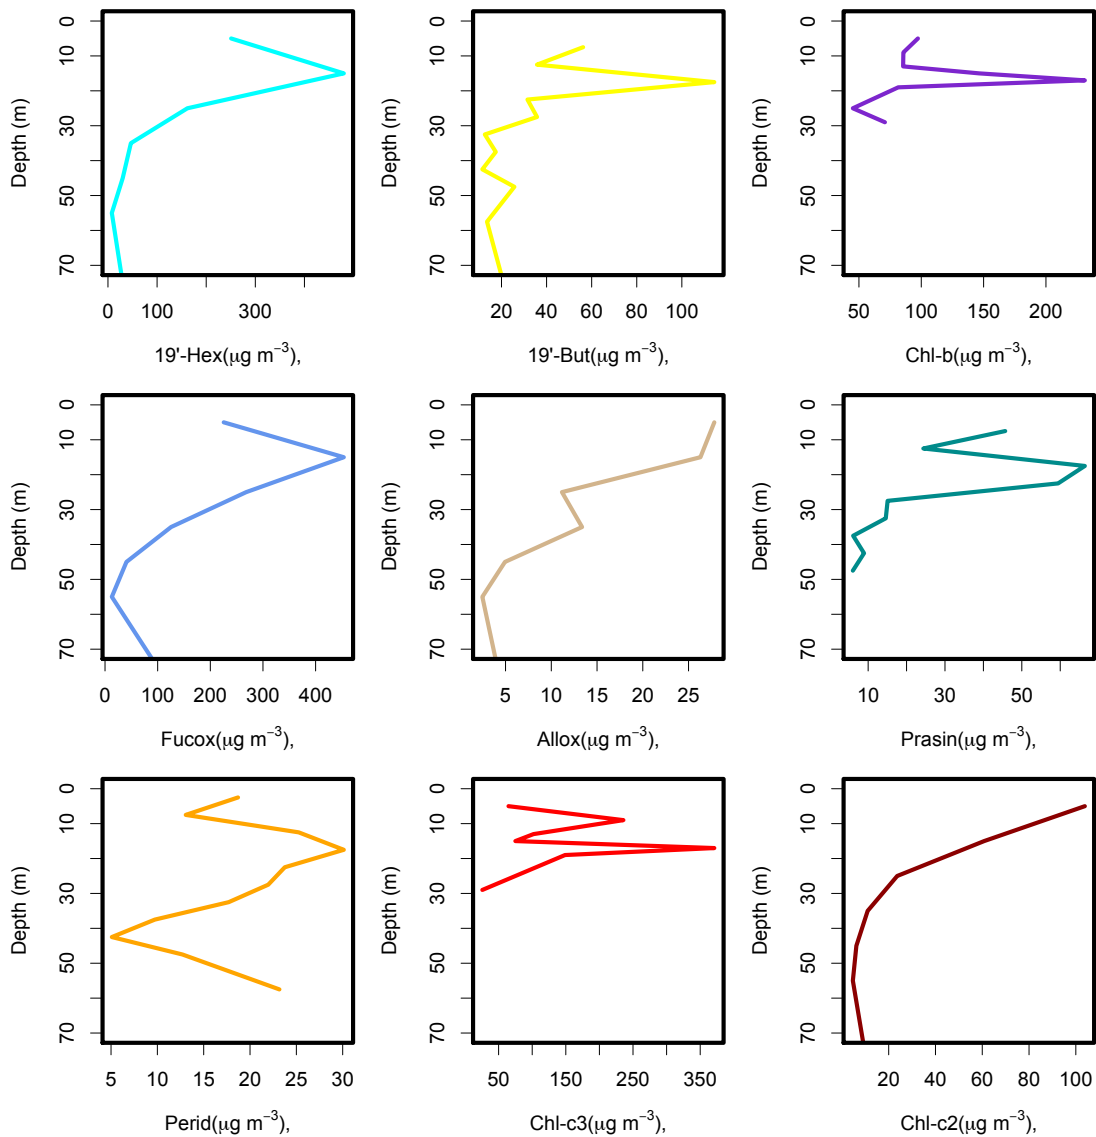 0
10
30
50
70
Depth (m)
0 100 300
19'-Hex(μg m⁻³),
0
10
30
50
70
Depth (m)
20 40 60 80 100
19'-But(μg m⁻³),
0
10
30
50
70
Depth (m)
50 100 200
Chl-b(μg m⁻³),
0
10
30
50
70
Depth (m)
0 100 200 300 400
Fucox(μg m⁻³),
0
10
30
50
70
Depth (m)
5 10 15 20 25
Allox(μg m⁻³),
0
10
30
50
70
Depth (m)
10 30 50
Prasin(μg m⁻³),
0
10
30
50
70
Depth (m)
5 10 15 20 25 30
Perid(μg m⁻³),
0
10
30
50
70
Depth (m)
50 150 250 350
Chl-c3(μg m⁻³),
0
10
30
50
70
Depth (m)
20 40 60 80 100
Chl-c2(μg m⁻³),